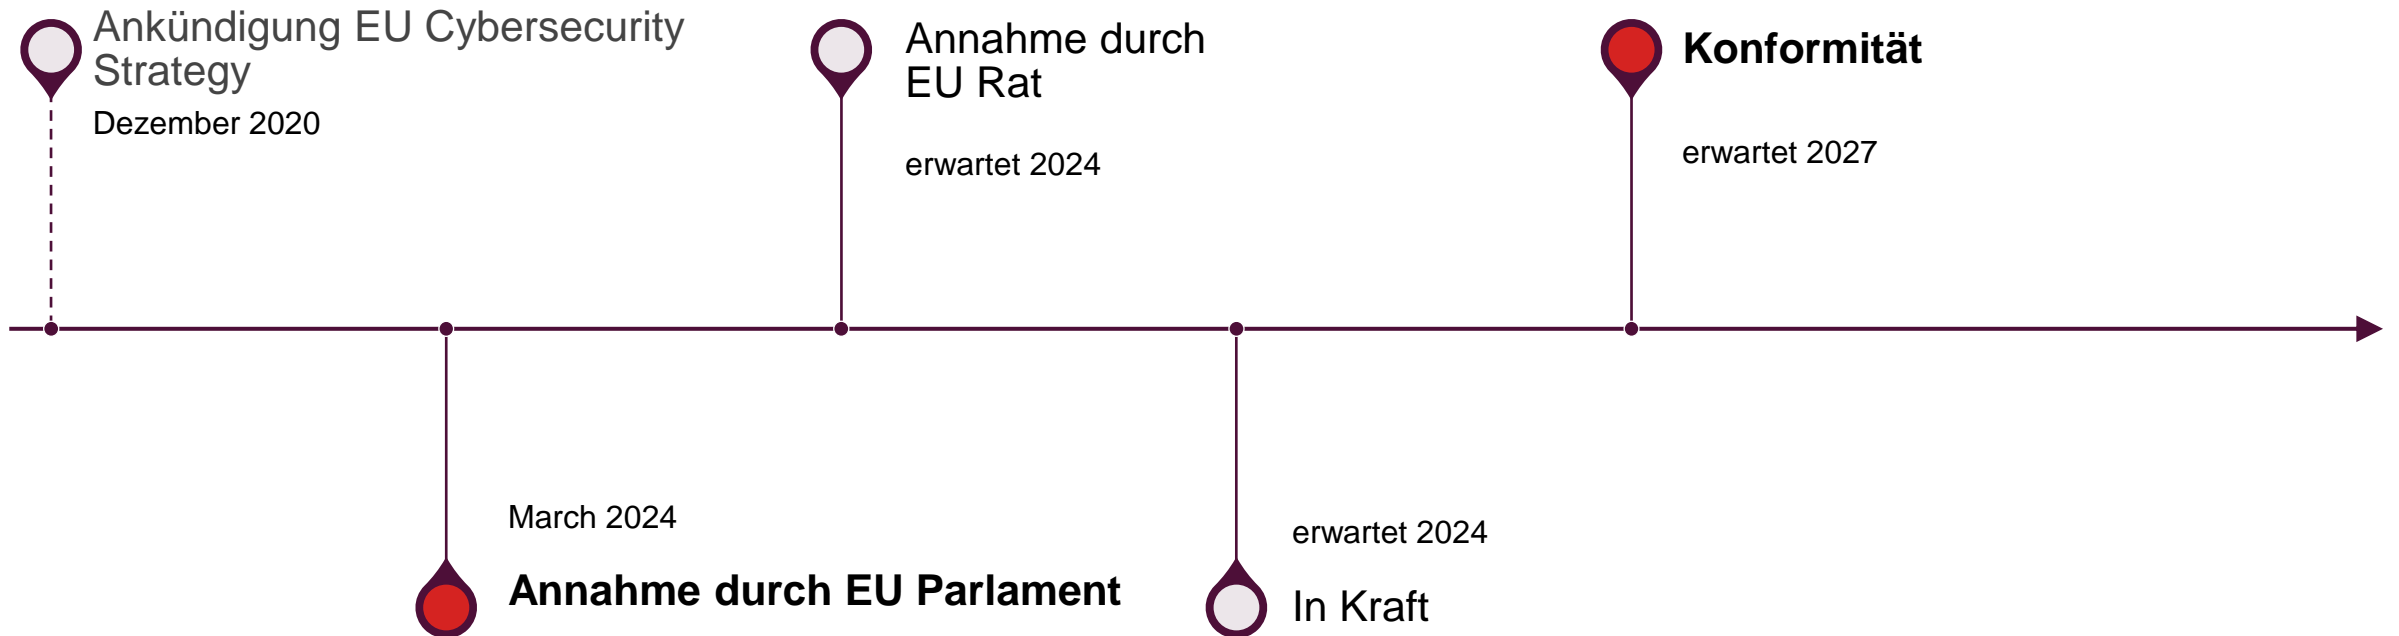 Ankündigung EU Cybersecurity
Strategy
Dezember 2020
March 2024
Annahme durch EU Parlament
Annahme durch
EU Rat
erwartet 2024
erwartet 2024
In Kraft
Konformität
erwartet 2027